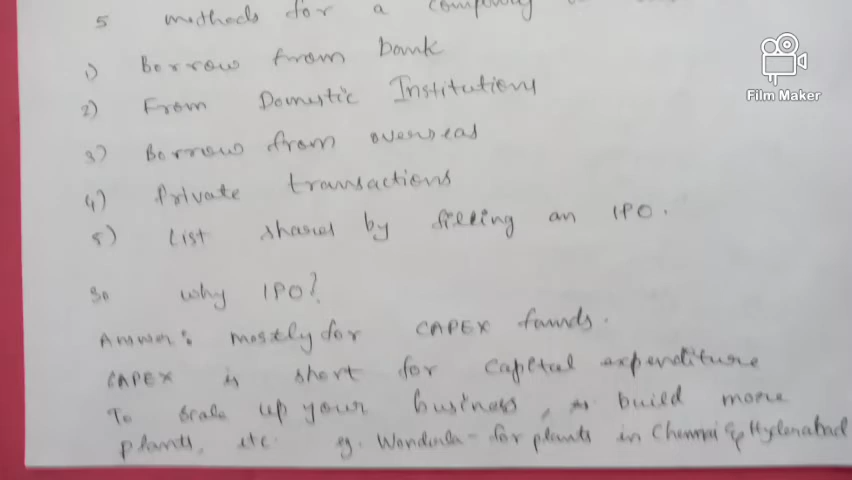 5 methods for a company
Film Maker
1) Borrow from bank
2) From Domestic Institutions
3) Borrow from overseas
4) Private transactions
5) List shares by filling an IPO.
So why IPO?
Answer: mostly for CAPEX funds.
CAPEX is short for capital expenditure
To scale up your business, build more
plants, etc. eg. Wonderla - for plants in Chennai & Hyderabad